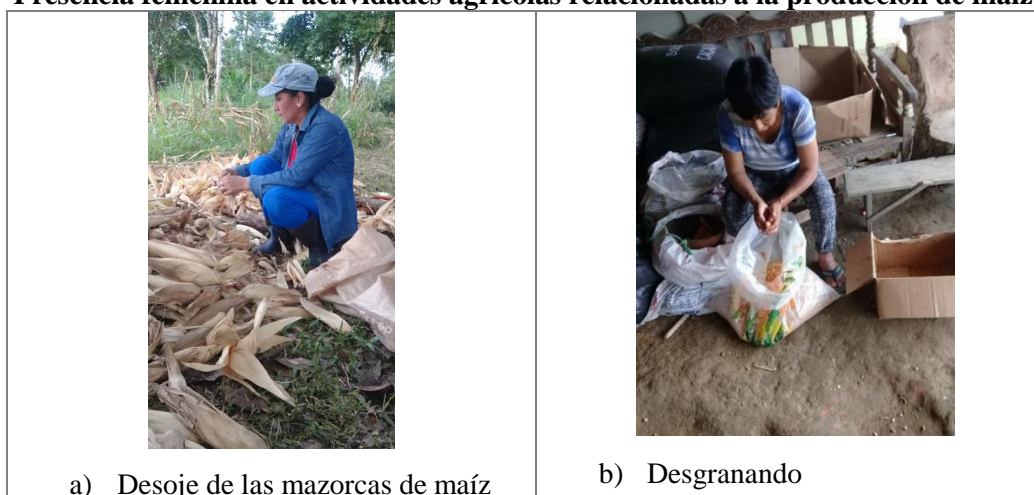 Presencia femenina en actividades agrícolas relacionadas a la producción de maíz
a) Desoje de las mazorcas de maíz
b) Desgranando